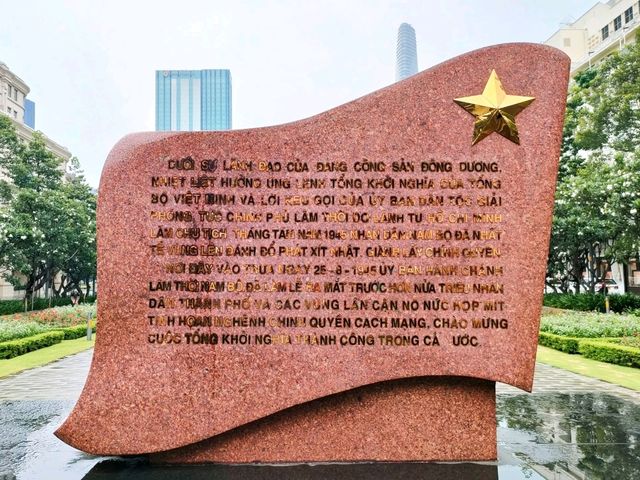 DƯỚI SỰ LÃNH ĐẠO CỦA ĐẢNG CỘNG SẢN ĐÔNG DƯƠNG,
NHIỆT LIỆT HƯỞNG ỨNG LỆNH TỔNG KHỞI NGHĨA CỦA TỔNG
BỘ VIỆT MINH VÀ LỜI KÊU GỌI CỦA ỦY BAN DÂN TỘC GIẢI
PHÓNG, TỨC CHÍNH PHỦ LÂM THỜI DO LÃNH TỤ HỒ CHÍ MINH
LÀM CHỦ TỊCH, THÁNG TÁM NĂM 1945 NHÂN DÂN NAM BỘ ĐÃ NHẤT
TỀ VÙNG LÊN ĐÁNH ĐỔ PHÁT XÍT NHẬT, GIÀNH LẤY CHÍNH QUYỀN.
NƠI ĐÂY VÀO TRƯA NGÀY 25-8-1945 ỦY BAN HÀNH CHÁNH
LÂM THỜI NAM BỘ ĐÃ LÀM LỄ RA MẮT TRƯỚC HƠN NỬA TRIỆU NHÂN
DÂN THÀNH PHỐ VÀ CÁC VÙNG LÂN CẬN NÔ NỨC HỌP MÍT
TINH HOAN NGHÊNH CHÍNH QUYỀN CÁCH MẠNG, CHÀO MỪNG
CUỘC TỔNG KHỞI NGHĨA THÀNH CÔNG TRONG CẢ ƯỚC.